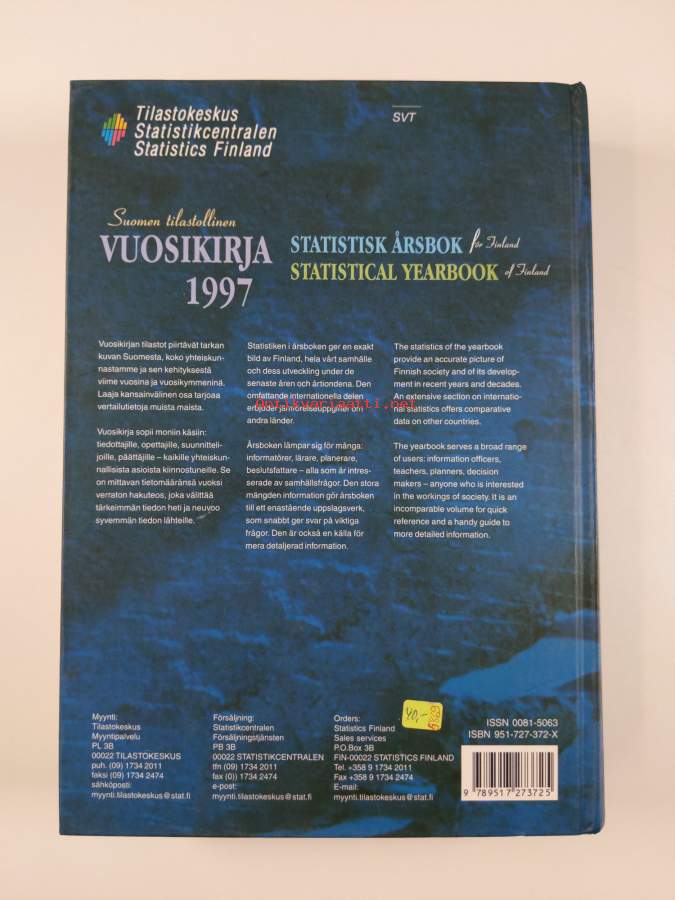 Tilastokeskus
Statistikcentralen
Statistics Finland
SVT
Suomen tilastollinen
VUOSIKIRJA
1997
STATISTISK ÅRSBOK för Finland
STATISTICAL YEARBOOK of Finland
Vuosikirjan tilastot piirtävät tarkan
kuvan Suomesta, koko yhteiskun-
nastamme ja sen kehityksestä
viime vuosina ja vuosikymmeninä.
Laaja kansainvälinen osa tarjoaa
vertailutietoja muista maista.
Vuosikirja sopii moniin käsiin:
tiedottajille, opettajille, suunnitteli-
joille, päättäjille – kaikille yhteiskun-
nallisista asioista kiinnostuneille. Se
on mittavan tietomääränsä vuoksi
verraton hakuteos, joka välittää
tärkeimmän tiedon heti ja neuvoo
syvemmän tiedon lähteille.
Statistiken i årsboken ger en exakt
bild av Finland, hela vårt samhälle
och dess utveckling under de
senaste åren och årtiondena. Den
omfattande internationella delen
erbjuder jämförelseuppgifter om
andra länder.
Årsboken lämpar sig för många:
informatörer, lärare, planerare,
beslutsfattare – alla som är intres-
serade av samhällsfrågor. Den stora
mängden information gör årsboken
till ett enastående uppslagsverk,
som snabbt ger svar på viktiga
frågor. Den är också en källa för
mera detaljerad information.
The statistics of the yearbook
provide an accurate picture of
Finnish society and of its develop-
ment in recent years and decades.
An extensive section on internatio-
nal statistics offers comparative
data on other countries.
The yearbook serves a broad range
of users: information officers,
teachers, planners, decision
makers – anyone who is interested
in the workings of society. It is an
incomparable volume for quick
reference and a handy guide to
more detailed information.
Antikvariaatti.net
Myynti:
Tilastokeskus
Myyntipalvelu
PL 3B
00022 TILASTOKESKUS
puh. (09) 1734 2011
faksi (09) 1734 2474
sähköposti:
myynti.tilastokeskus@stat.fi
Försäljning:
Statistikcentralen
Försäljningstjänsten
PB 3B
00022 STATISTIKCENTRALEN
tfn (09) 1734 2011
fax (0)) 1734 2474
e-post:
myynti.tilastokeskus@stat.fi
Orders:
Statistics Finland
Sales services
P.O.Box 3B
FIN-00022 STATISTICS FINLAND
Tel. +358 9 1734 2011
Fax +358 9 1734 2474
E-mail:
myynti.tilastokeskus@stat.fi
40,-
ISSN 0081-5063
ISBN 951-727-372-X
9 789517 273725